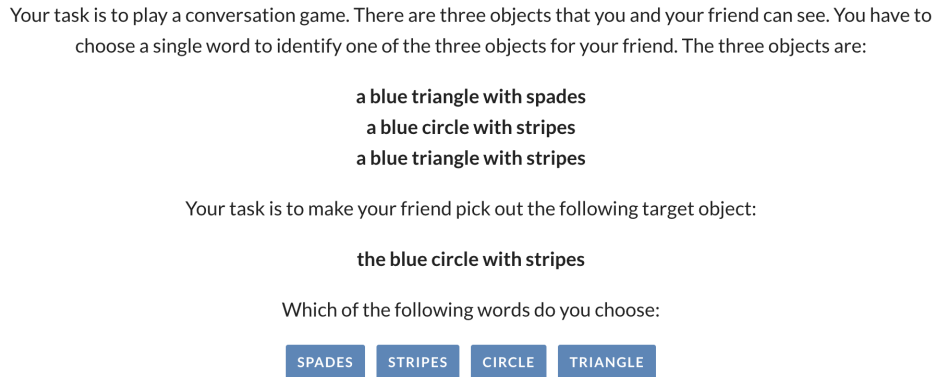 Your task is to play a conversation game. There are three objects that you and your friend can see. You have to
choose a single word to identify one of the three objects for your friend. The three objects are:
a blue triangle with spades
a blue circle with stripes
a blue triangle with stripes
Your task is to make your friend pick out the following target object:
the blue circle with stripes
Which of the following words do you choose:
SPADES STRIPES CIRCLE TRIANGLE